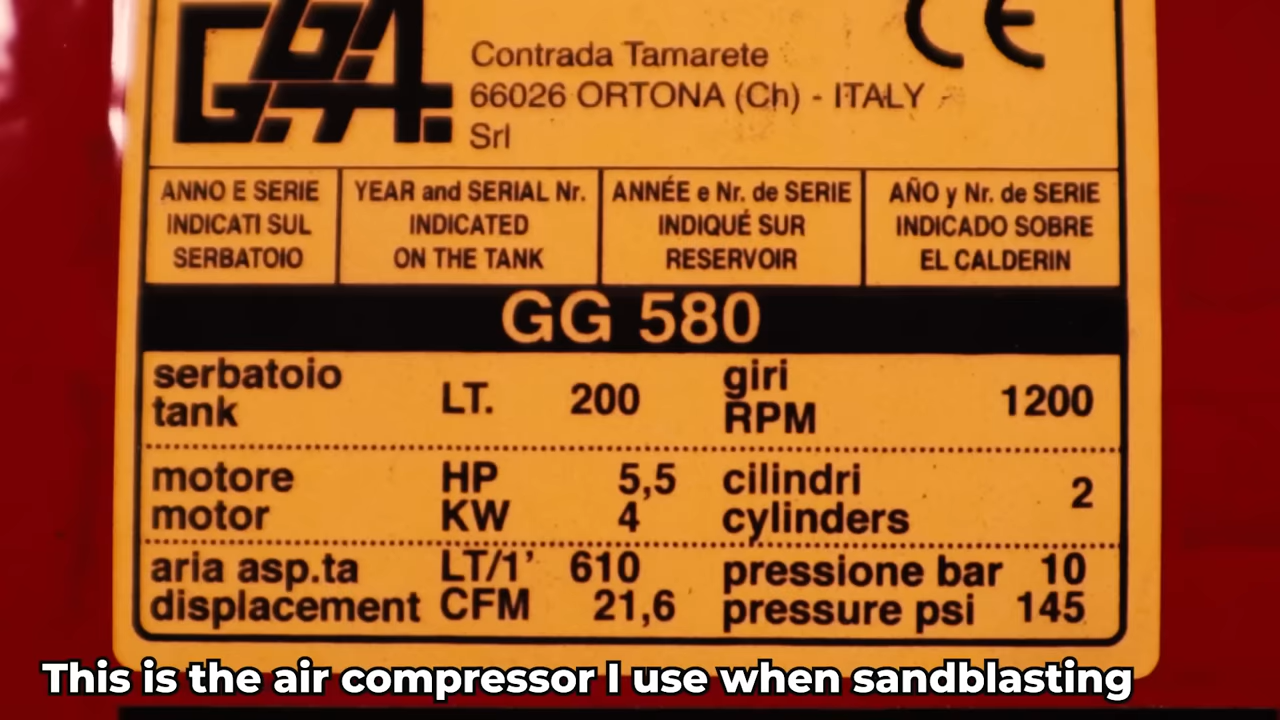 G.G.A.
CE
Contrada Tamarete
66026 ORTONA (Ch) - ITALY
Srl
ANNO E SERIE
INDICATI SUL
SERBATOIO
YEAR and SERIAL Nr.
INDICATED
ON THE TANK
ANNÉE e Nr. de SERIE
INDIQUÉ SUR
RESERVOIR
AÑO y Nr. de SERIE
INDICADO SOBRE
EL CALDERIN
GG 580
serbatoio
tank
LT. 200
giri
RPM
1200
motore HP 5,5
motor KW 4
cilindri
cylinders
2
aria asp.ta LT/1' 610
displacement CFM 21,6
pressione bar 10
pressure psi 145
This is the air compressor I use when sandblasting